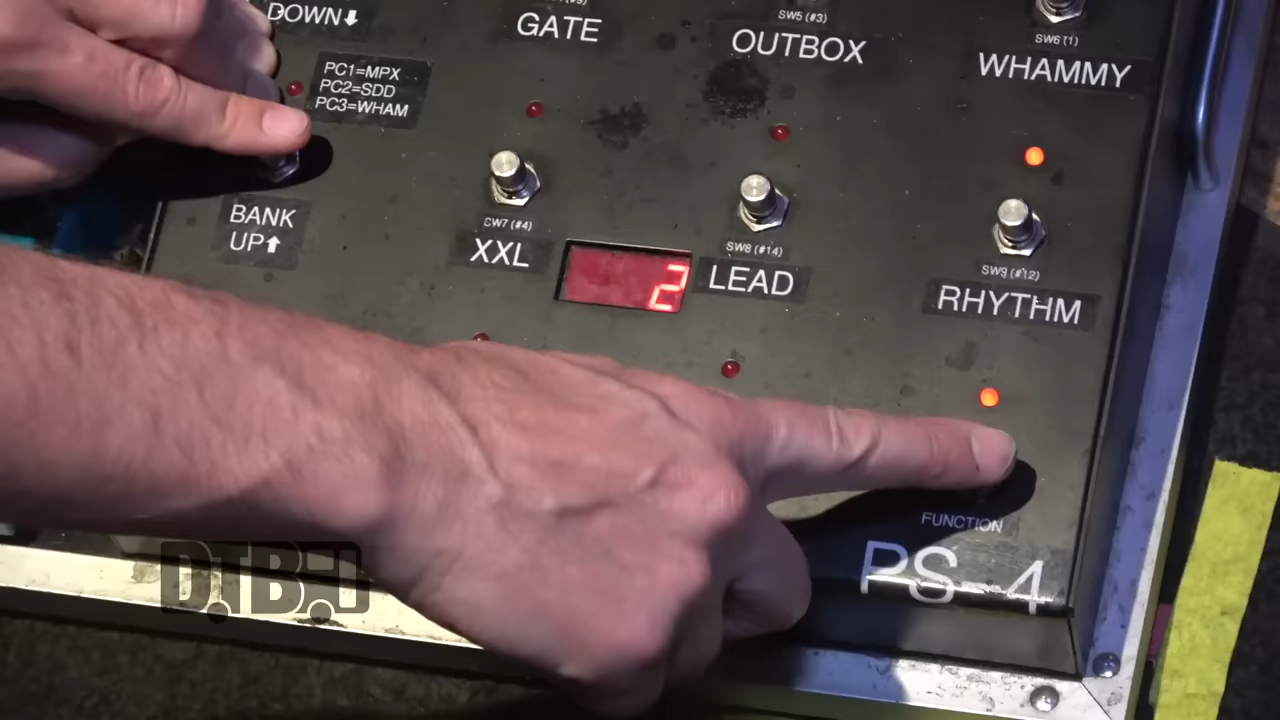 DOWN⬇
GATE
SW5 (#3)
OUTBOX
SW6 (1)
WHAMMY
PC1=MPX
PC2=SDD
PC3=WHAM
BANK
UP⬆
SW7 (#4)
XXL
2
SW8 (#14)
LEAD
SW9 (#12)
RHYTHM
FUNCTION
PS-4
DTB